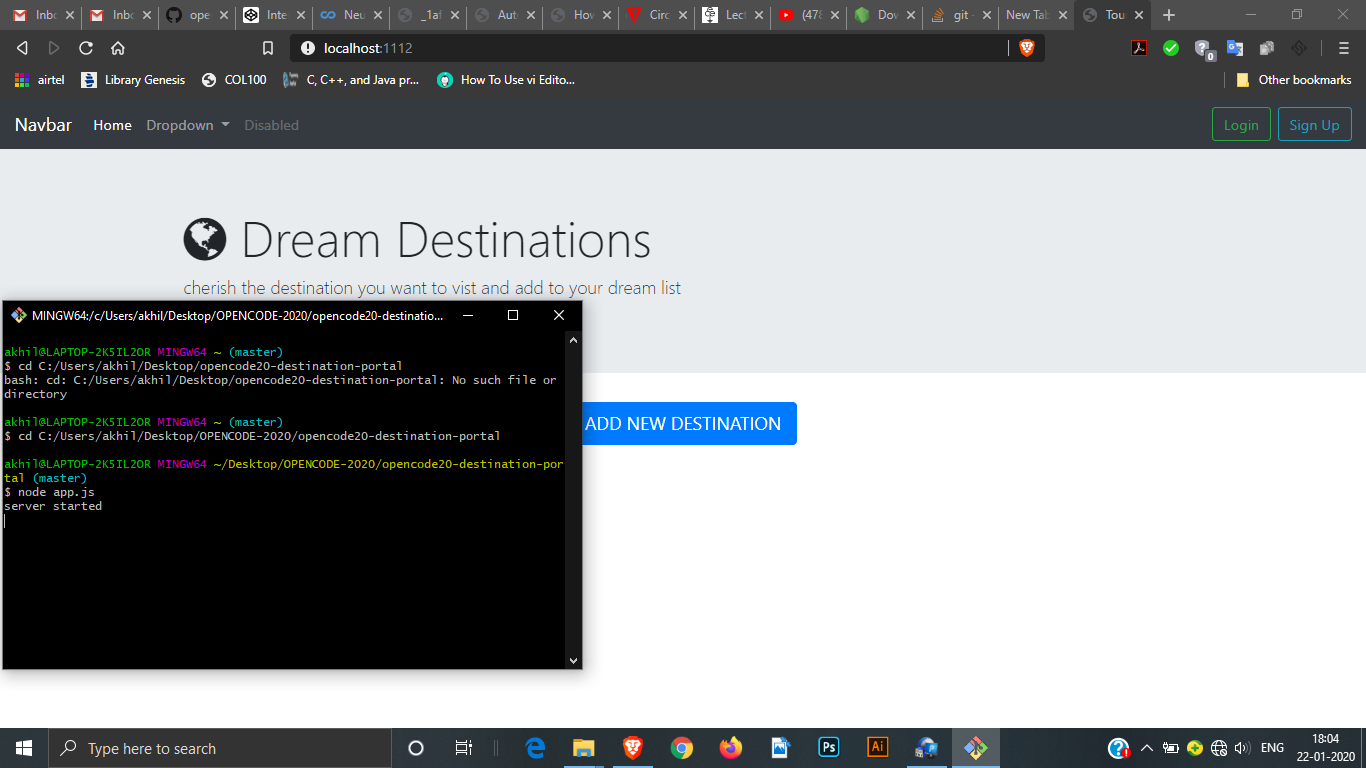 Inbo
Inbo
ope
Inte
Neu
_1af
Aut
How
Circ
Lect
(478
Dow
git -
New Tab
Tou
localhost:1112
0
airtel
Library Genesis
COL100
C, C++, and Java pr...
How To Use vi Edito...
Other bookmarks
Navbar
Home
Dropdown
Disabled
Login
Sign Up
Dream Destinations
cherish the destination you want to vist and add to your dream list
ADD NEW DESTINATION
MINGW64:/c/Users/akhil/Desktop/OPENCODE-2020/opencode20-destinatio...
akhil@LAPTOP-2K5IL2OR MINGW64 ~ (master)
$ cd C:/Users/akhil/Desktop/opencode20-destination-portal
bash: cd: C:/Users/akhil/Desktop/opencode20-destination-portal: No such file or
directory
akhil@LAPTOP-2K5IL2OR MINGW64 ~ (master)
$ cd C:/Users/akhil/Desktop/OPENCODE-2020/opencode20-destination-portal
akhil@LAPTOP-2K5IL2OR MINGW64 ~/Desktop/OPENCODE-2020/opencode20-destination-por
tal (master)
$ node app.js
server started
Type here to search
Ps
Ai
ENG
18:04
22-01-2020